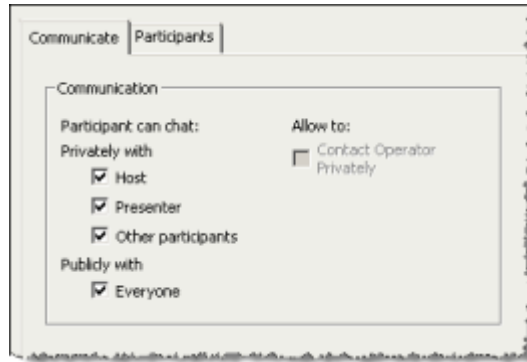 Communicate Participants
Communication
Participant can chat:
Privately with
Host
Presenter
Other participants
Publicly with
Everyone
Allow to:
Contact Operator
Privately